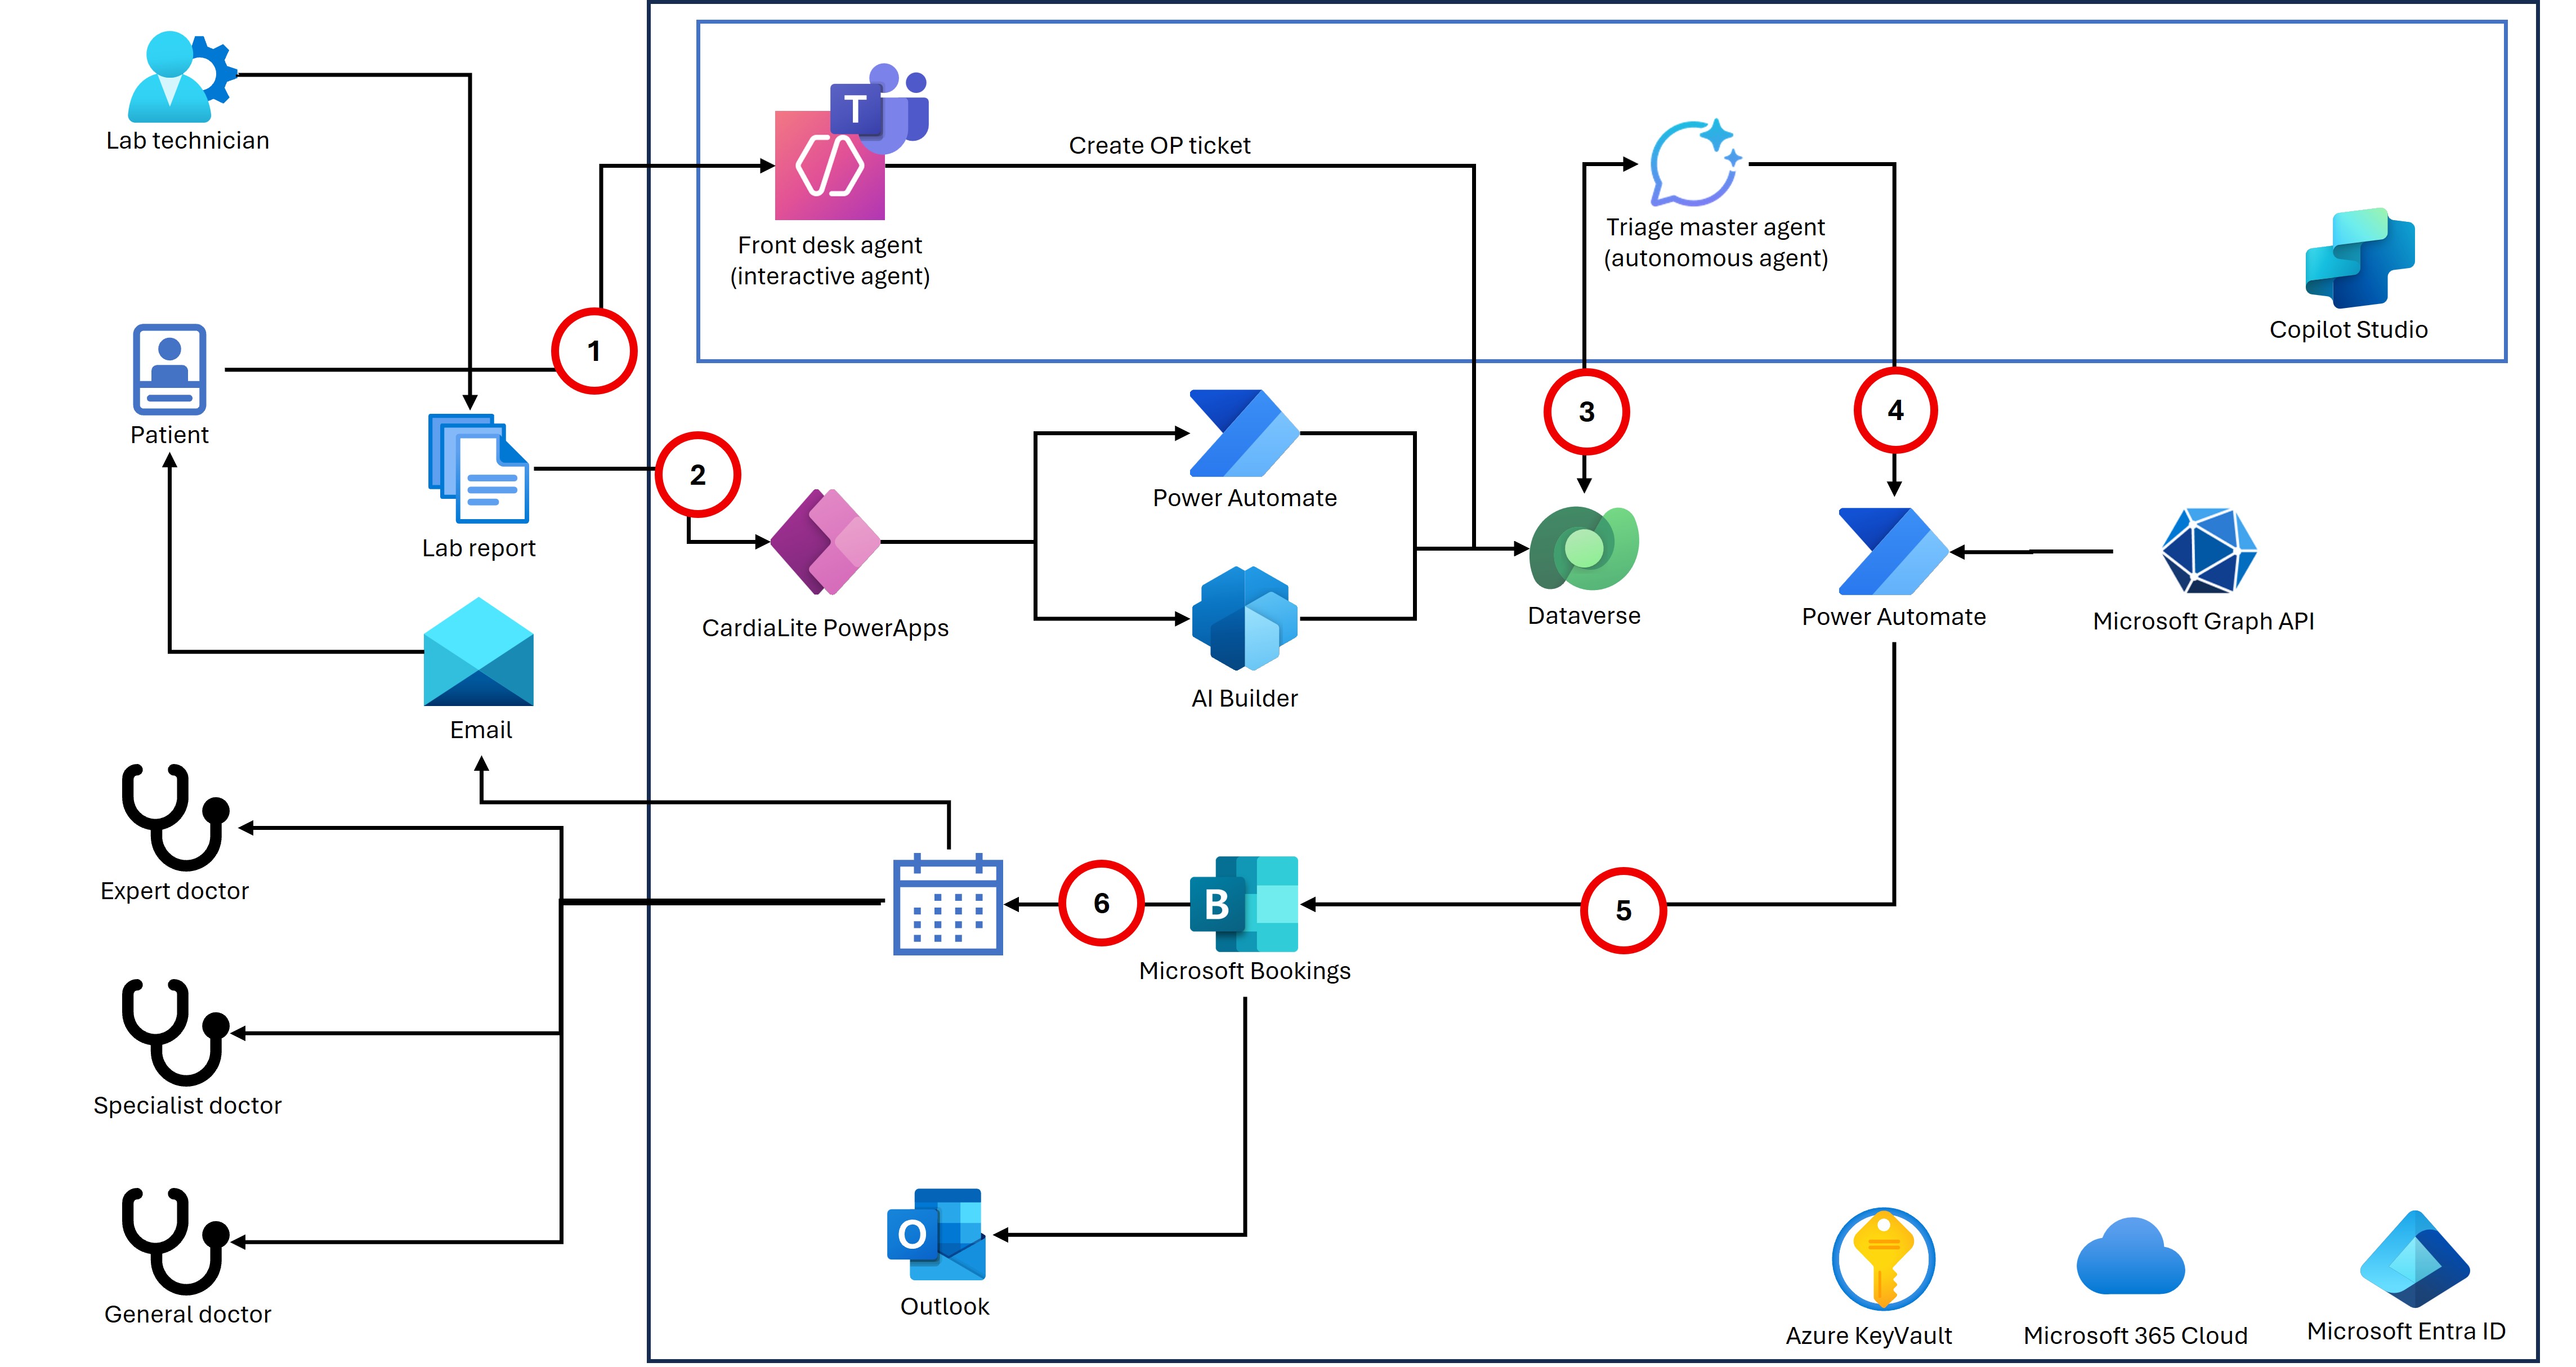 Lab technician
T
Create OP ticket
Front desk agent
(interactive agent)
Triage master agent
(autonomous agent)
Copilot Studio
1
Patient
3
4
2
Power Automate
Lab report
CardiaLite PowerApps
Dataverse
Power Automate
Microsoft Graph API
AI Builder
Email
Expert doctor
6
B
5
Microsoft Bookings
Specialist doctor
O
Outlook
General doctor
Azure KeyVault
Microsoft 365 Cloud
Microsoft Entra ID